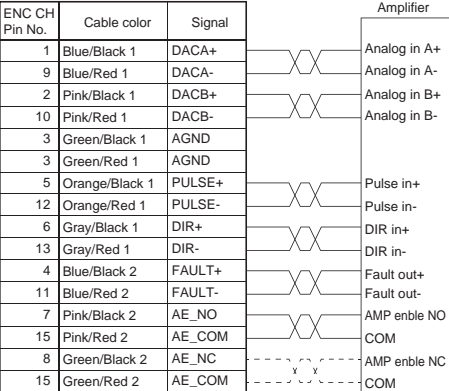 ENC CH Pin No. Cable color Signal Amplifier
1 Blue/Black 1 DACA+ Analog in A+
9 Blue/Red 1 DACA- Analog in A-
2 Pink/Black 1 DACB+ Analog in B+
10 Pink/Red 1 DACB- Analog in B-
3 Green/Black 1 AGND
3 Green/Red 1 AGND
5 Orange/Black 1 PULSE+ Pulse in+
12 Orange/Red 1 PULSE- Pulse in-
6 Gray/Black 1 DIR+ DIR in+
13 Gray/Red 1 DIR- DIR in-
4 Blue/Black 2 FAULT+ Fault out+
11 Blue/Red 2 FAULT- Fault out-
7 Pink/Black 2 AE_NO AMP enble NO
15 Pink/Red 2 AE_COM COM
8 Green/Black 2 AE_NC AMP enble NC
15 Green/Red 2 AE_COM COM